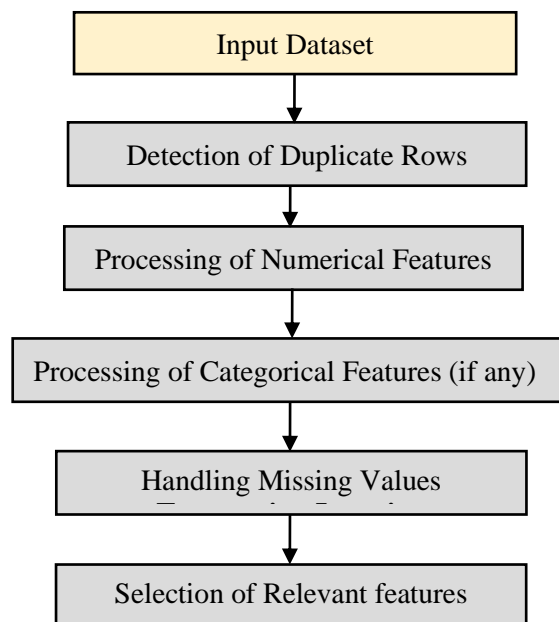 Input Dataset
Detection of Duplicate Rows
Processing of Numerical Features
Processing of Categorical Features (if any)
Handling Missing Values
Selection of Relevant features